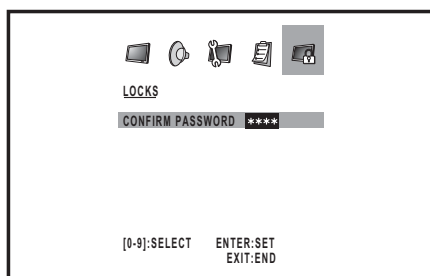 LOCKS
CONFIRM PASSWORD ****
[0-9]:SELECT ENTER:SET
EXIT:END